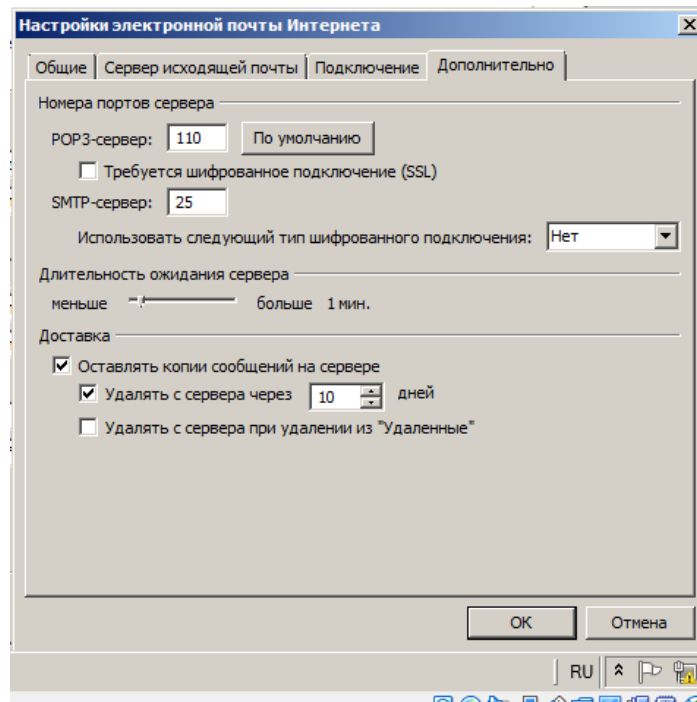 Настройки электронной почты Интернета
Общие Сервер исходящей почты Подключение Дополнительно
Номера портов сервера
POP3-сервер: 110 По умолчанию
Требуется шифрованное подключение (SSL)
SMTP-сервер: 25
Использовать следующий тип шифрованного подключения: Нет
Длительность ожидания сервера
меньше больше 1 мин.
Доставка
Оставлять копии сообщений на сервере
Удалять с сервера через 10 дней
Удалять с сервера при удалении из "Удаленные"
ОК Отмена
RU